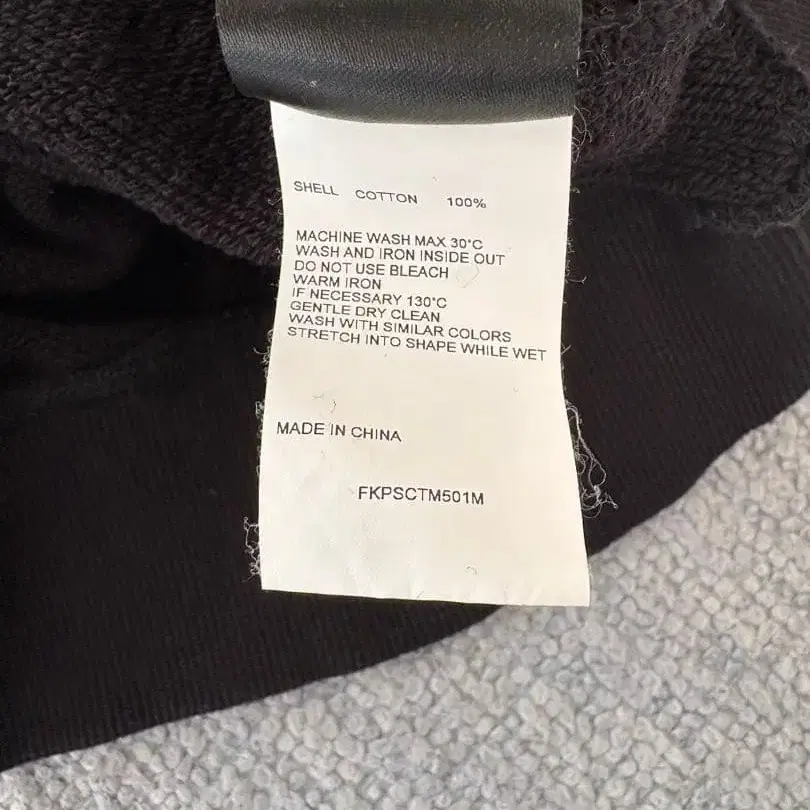 SHELL COTTON 100%
MACHINE WASH MAX 30°C
WASH AND IRON INSIDE OUT
DO NOT USE BLEACH
WARM IRON
IF NECESSARY 130°C
GENTLE DRY CLEAN
WASH WITH SIMILAR COLORS
STRETCH INTO SHAPE WHILE WET
MADE IN CHINA
FKPSCTM501M